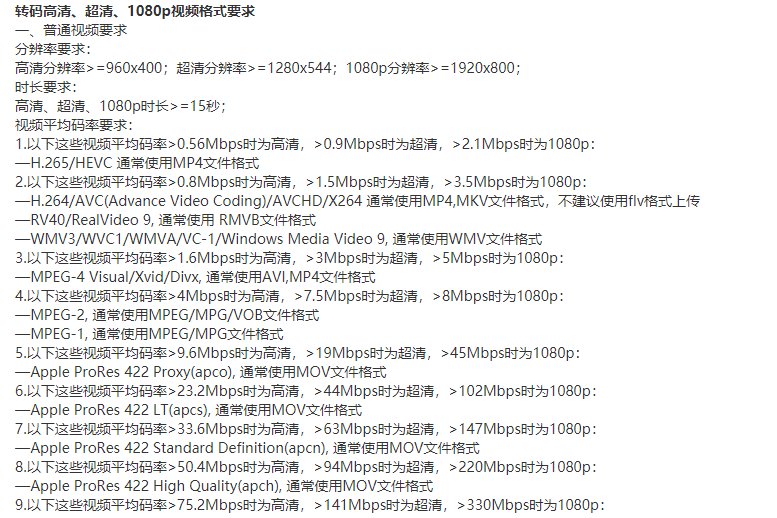 转码高清、超清、1080p视频格式要求
一、普通视频要求
分辨率要求：
高清分辨率>=960x400；超清分辨率>=1280x544；1080p分辨率>=1920x800；
时长要求：
高清、超清、1080p时长>=15秒；
视频平均码率要求：
1.以下这些视频平均码率>0.56Mbps时为高清，>0.9Mbps时为超清，>2.1Mbps时为1080p：
—H.265/HEVC 通常使用MP4文件格式
2.以下这些视频平均码率>0.8Mbps时为高清，>1.5Mbps时为超清，>3.5Mbps时为1080p：
—H.264/AVC(Advance Video Coding)/AVCHD/X264 通常使用MP4,MKV文件格式，不建议使用flv格式上传
—RV40/RealVideo 9, 通常使用 RMVB文件格式
—WMV3/WVC1/WMVA/VC-1/Windows Media Video 9, 通常使用WMV文件格式
3.以下这些视频平均码率>1.6Mbps时为高清，>3Mbps时为超清，>5Mbps时为1080p：
—MPEG-4 Visual/Xvid/Divx, 通常使用AVI,MP4文件格式
4.以下这些视频平均码率>4Mbps时为高清，>7.5Mbps时为超清，>8Mbps时为1080p：
—MPEG-2, 通常使用MPEG/MPG/VOB文件格式
—MPEG-1, 通常使用MPEG/MPG文件格式
5.以下这些视频平均码率>9.6Mbps时为高清，>19Mbps时为超清，>45Mbps时为1080p：
—Apple ProRes 422 Proxy(apco), 通常使用MOV文件格式
6.以下这些视频平均码率>23.2Mbps时为高清，>44Mbps时为超清，>102Mbps时为1080p：
—Apple ProRes 422 LT(apcs), 通常使用MOV文件格式
7.以下这些视频平均码率>33.6Mbps时为高清，>63Mbps时为超清，>147Mbps时为1080p：
—Apple ProRes 422 Standard Definition(apcn), 通常使用MOV文件格式
8.以下这些视频平均码率>50.4Mbps时为高清，>94Mbps时为超清，>220Mbps时为1080p：
—Apple ProRes 422 High Quality(apch), 通常使用MOV文件格式
9.以下这些视频平均码率>75.2Mbps时为高清，>141Mbps时为超清，>330Mbps时为1080p：